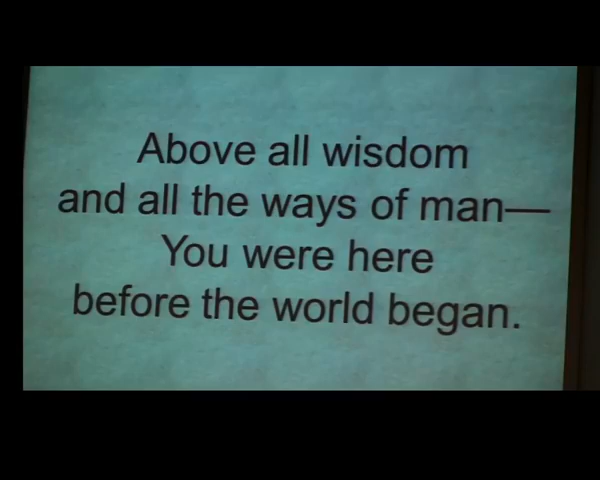 Above all wisdom
and all the ways of man—
You were here
before the world began.